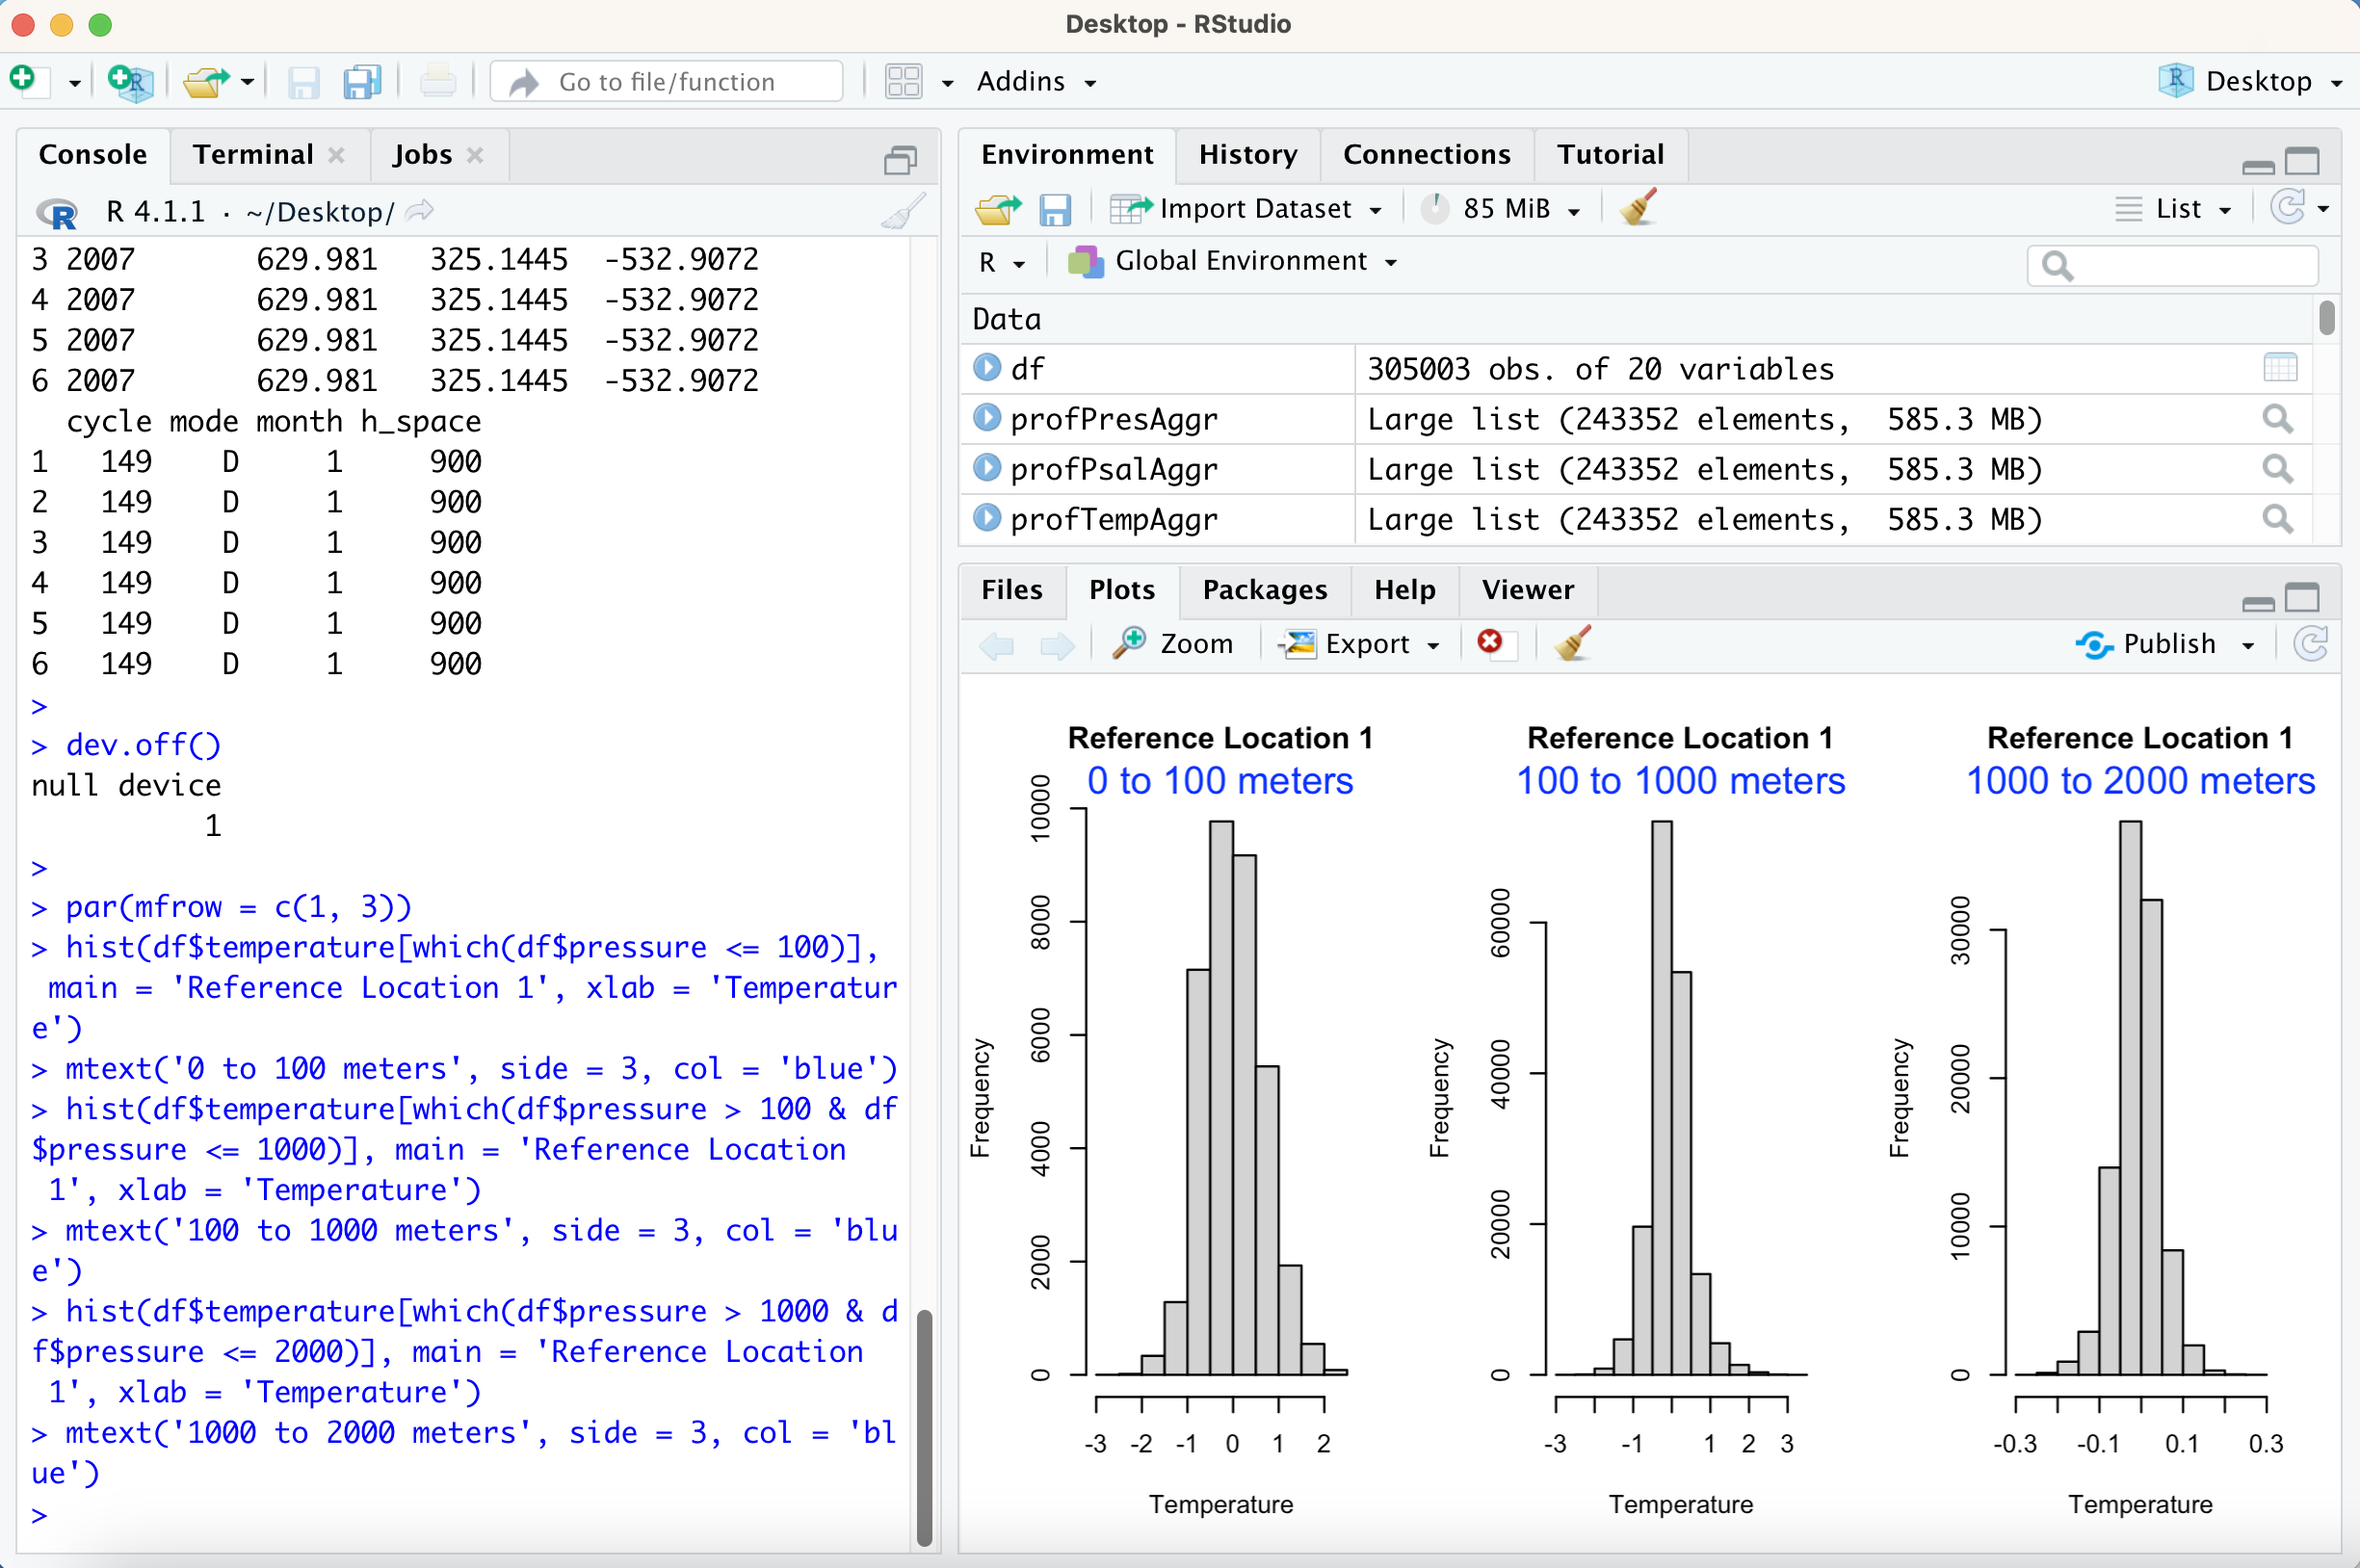 Desktop - RStudio
Go to file/function
Addins
Desktop
Console Terminal Jobs
R 4.1.1 · ~/Desktop/
3 2007 629.981 325.1445 -532.9072
4 2007 629.981 325.1445 -532.9072
5 2007 629.981 325.1445 -532.9072
6 2007 629.981 325.1445 -532.9072
cycle mode month h_space
1 149 D 1 900
2 149 D 1 900
3 149 D 1 900
4 149 D 1 900
5 149 D 1 900
6 149 D 1 900
>
> dev.off()
null device
1
>
> par(mfrow = c(1, 3))
> hist(df$temperature[which(df$pressure <= 100)],
main = 'Reference Location 1', xlab = 'Temperatur
e')
> mtext('0 to 100 meters', side = 3, col = 'blue')
> hist(df$temperature[which(df$pressure > 100 & df
$pressure <= 1000)], main = 'Reference Location
1', xlab = 'Temperature')
> mtext('100 to 1000 meters', side = 3, col = 'blu
e')
> hist(df$temperature[which(df$pressure > 1000 & d
f$pressure <= 2000)], main = 'Reference Location
1', xlab = 'Temperature')
> mtext('1000 to 2000 meters', side = 3, col = 'bl
ue')
>
Environment History Connections Tutorial
Import Dataset 85 MiB List
R Global Environment
Data
df 305003 obs. of 20 variables
profPresAggr Large list (243352 elements, 585.3 MB)
profPsalAggr Large list (243352 elements, 585.3 MB)
profTempAggr Large list (243352 elements, 585.3 MB)
Files Plots Packages Help Viewer
Zoom Export Publish
Reference Location 1
0 to 100 meters
Frequency
10000
8000
6000
4000
2000
0
-3 -2 -1 0 1 2
Temperature
Reference Location 1
100 to 1000 meters
Frequency
60000
40000
20000
0
-3 -1 1 2 3
Temperature
Reference Location 1
1000 to 2000 meters
Frequency
30000
20000
10000
0
-0.3 -0.1 0.1 0.3
Temperature